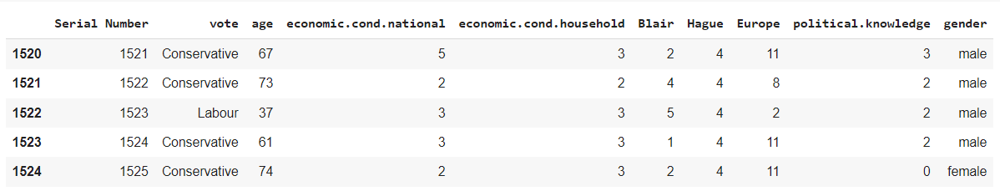 Serial Number vote age economic.cond.national economic.cond.household Blair Hague Europe political.knowledge gender
1520 1521 Conservative 67 5 3 2 4 11 3 male
1521 1522 Conservative 73 2 2 4 4 8 2 male
1522 1523 Labour 37 3 3 5 4 2 2 male
1523 1524 Conservative 61 3 3 1 4 11 2 male
1524 1525 Conservative 74 2 3 2 4 11 0 female